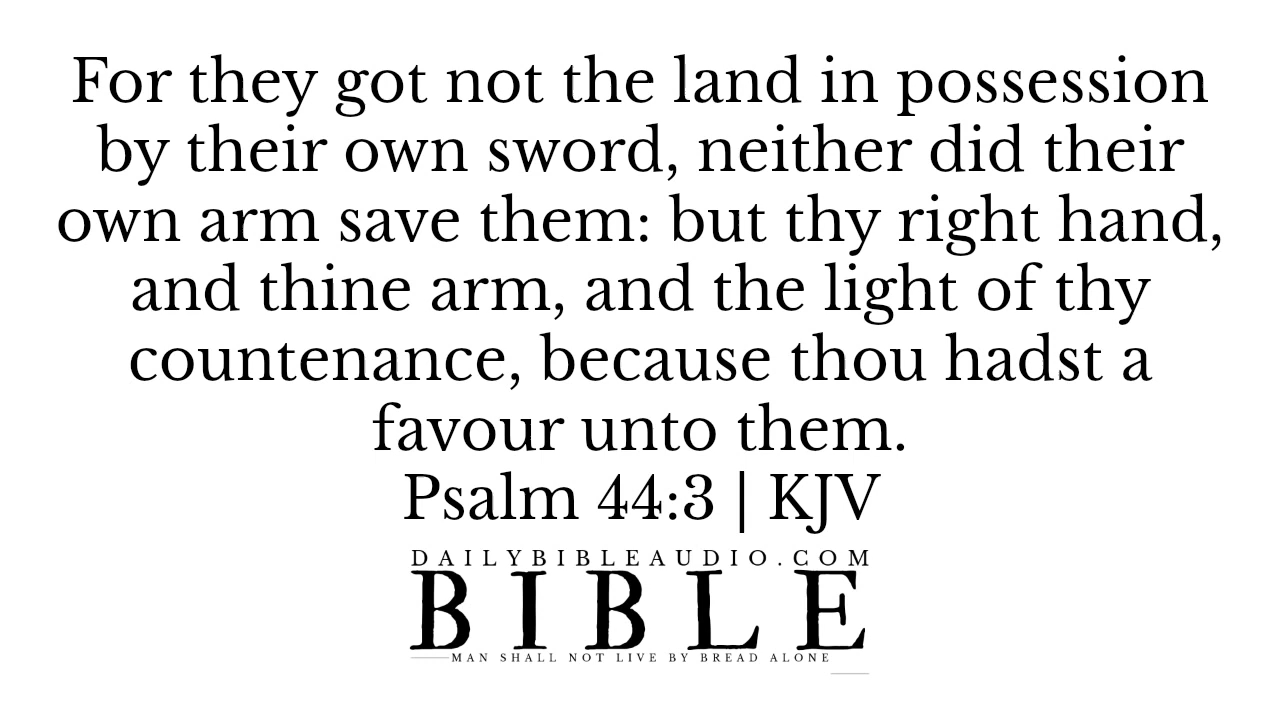 For they got not the land in possession
by their own sword, neither did their
own arm save them: but thy right hand,
and thine arm, and the light of thy
countenance, because thou hadst a
favour unto them.
Psalm 44:3 | KJV
DAILYBIBLEAUDIO.COM
BIBLE
MAN SHALL NOT LIVE BY BREAD ALONE